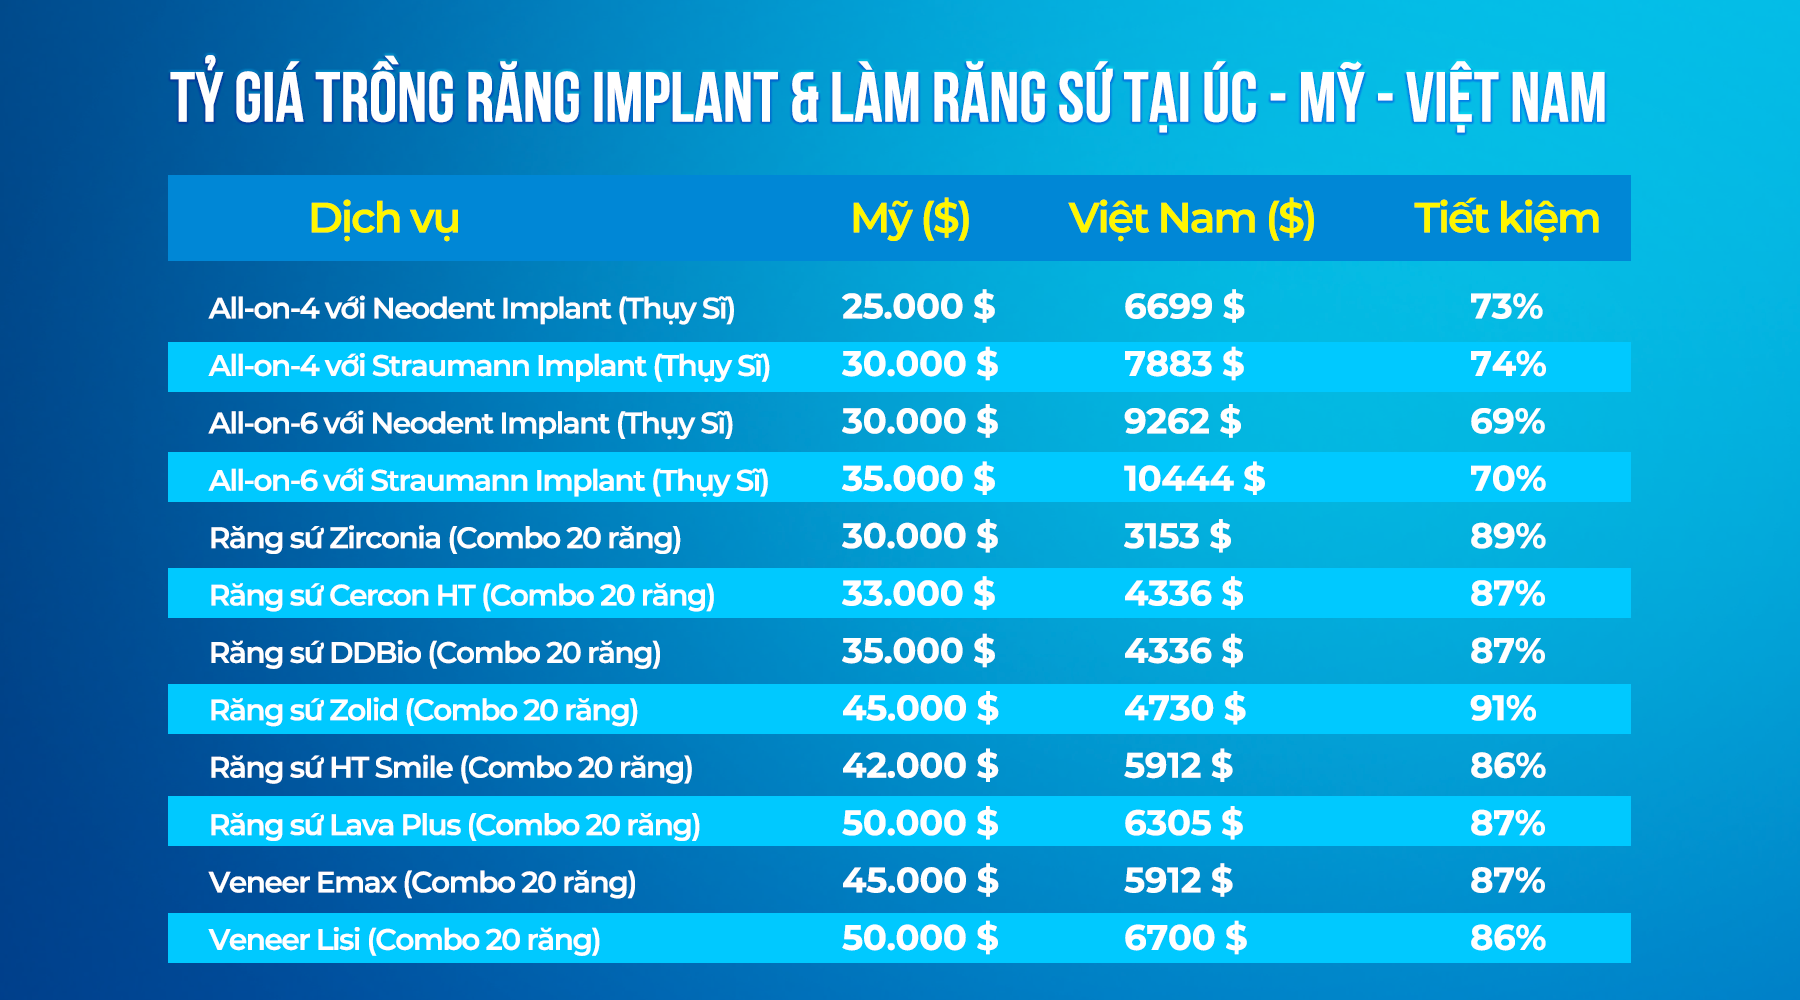 TỶ GIÁ TRỒNG RĂNG IMPLANT & LÀM RĂNG SỨ TẠI ÚC - MỸ - VIỆT NAM
Dịch vụ Mỹ ($) Việt Nam ($) Tiết kiệm
All-on-4 với Neodent Implant (Thụy Sĩ) 25.000 $ 6699 $ 73%
All-on-4 với Straumann Implant (Thụy Sĩ) 30.000 $ 7883 $ 74%
All-on-6 với Neodent Implant (Thụy Sĩ) 30.000 $ 9262 $ 69%
All-on-6 với Straumann Implant (Thụy Sĩ) 35.000 $ 10444 $ 70%
Răng sứ Zirconia (Combo 20 răng) 30.000 $ 3153 $ 89%
Răng sứ Cercon HT (Combo 20 răng) 33.000 $ 4336 $ 87%
Răng sứ DDBio (Combo 20 răng) 35.000 $ 4336 $ 87%
Răng sứ Zolid (Combo 20 răng) 45.000 $ 4730 $ 91%
Răng sứ HT Smile (Combo 20 răng) 42.000 $ 5912 $ 86%
Răng sứ Lava Plus (Combo 20 răng) 50.000 $ 6305 $ 87%
Veneer Emax (Combo 20 răng) 45.000 $ 5912 $ 87%
Veneer Lisi (Combo 20 răng) 50.000 $ 6700 $ 86%